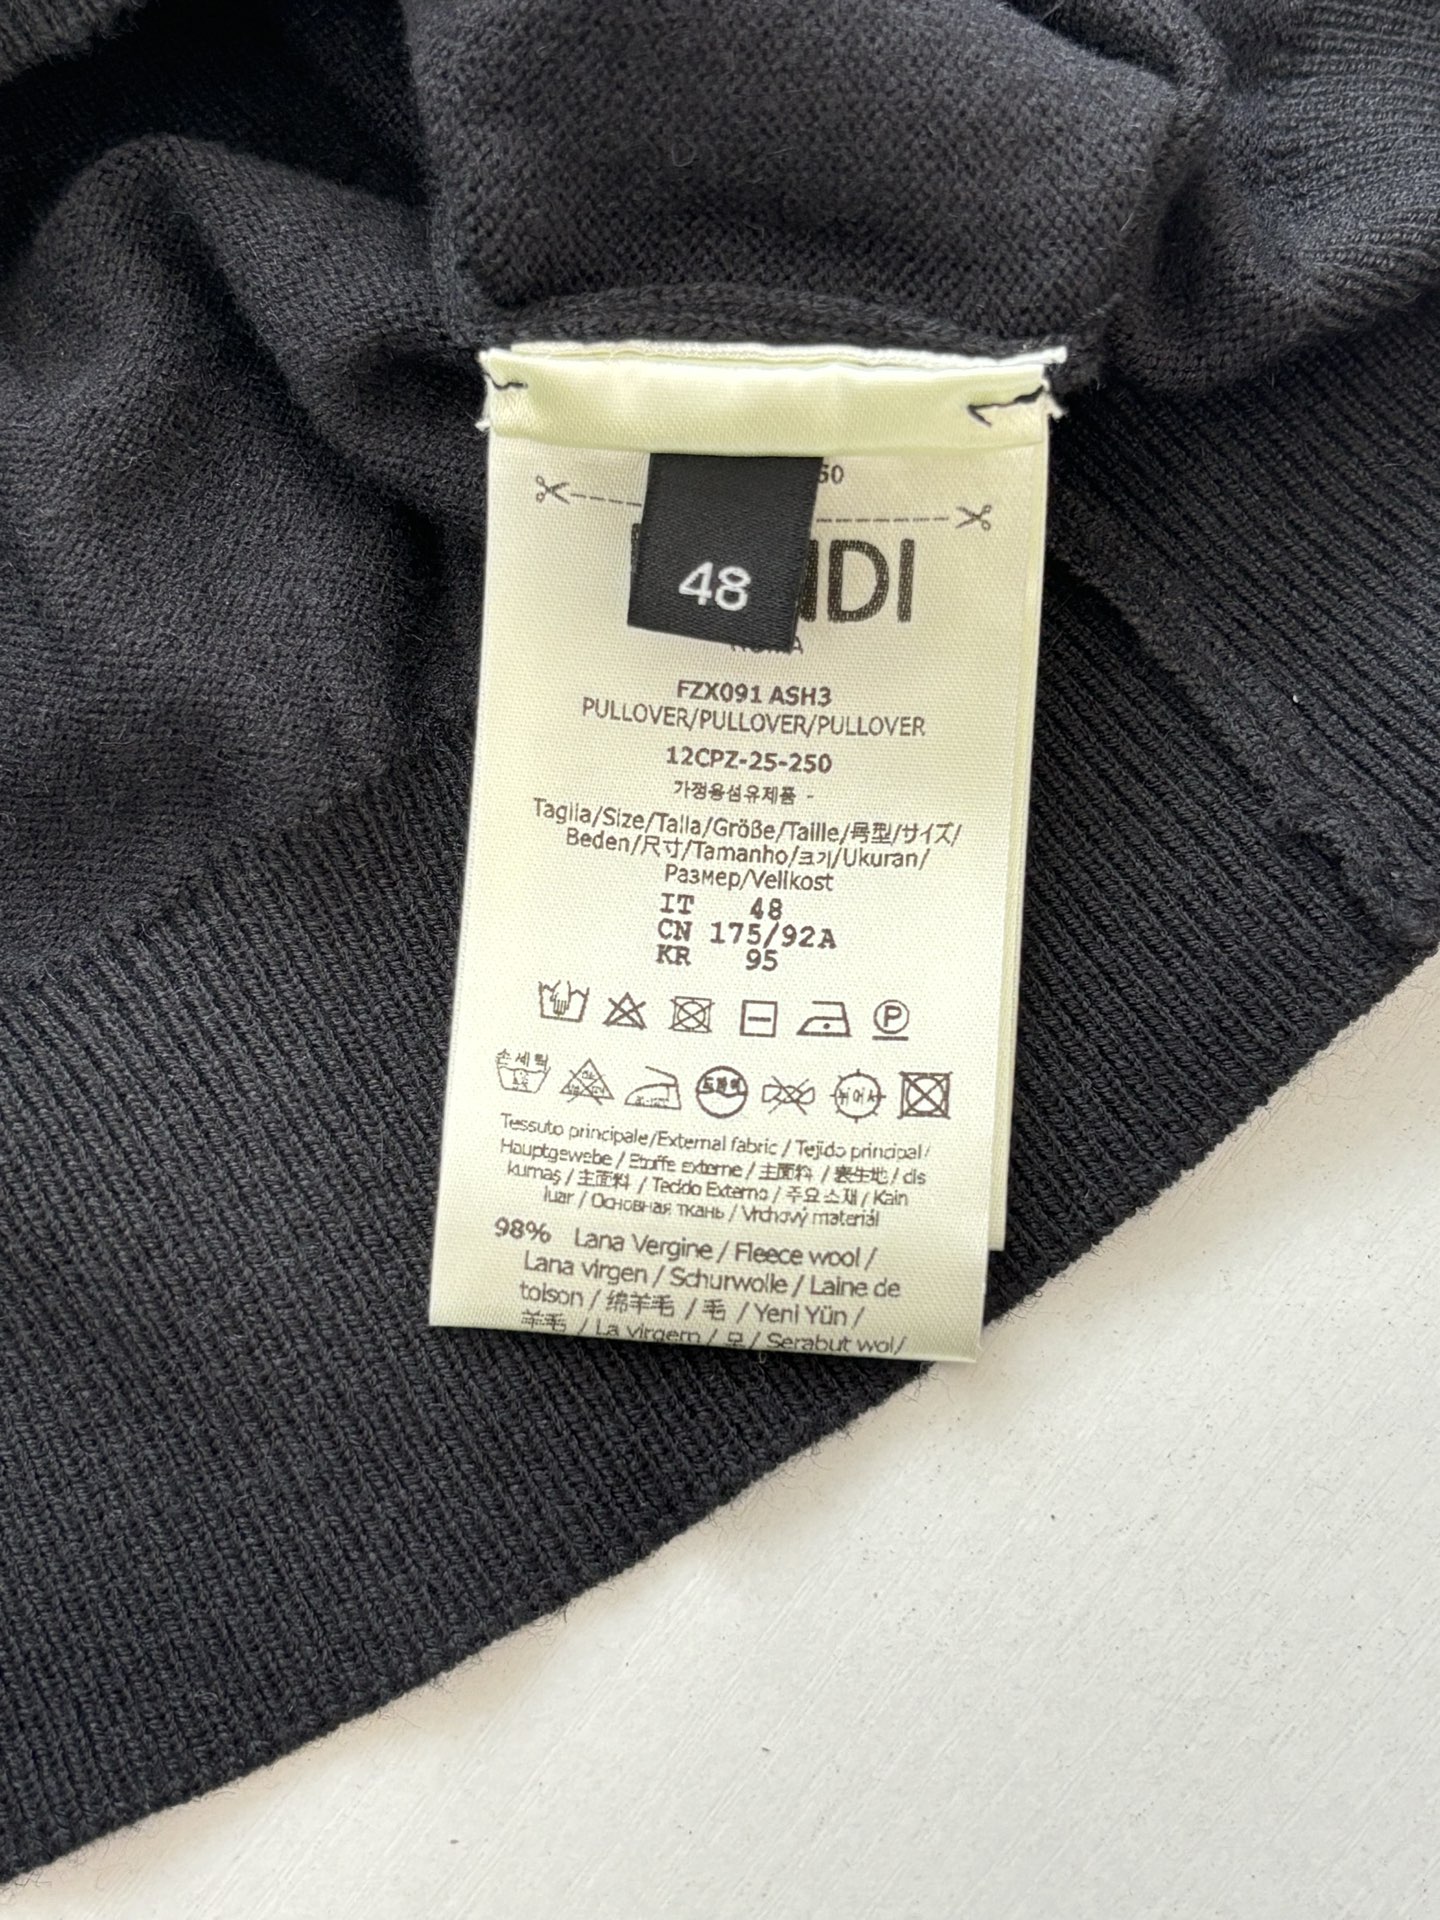 50
48
NDI
FZX091 ASH3
PULLOVER/PULLOVER/PULLOVER
12CPZ-25-250
가정용섬유제품 -
Taglia/Size/Talla/Größe/Taille/号型/サイズ/
Beden/尺寸/Tamanho/크기/Ukuran/
Размер/Velikost
IT 48
CN 175/92A
KR 95
P
손세탁
Tessuto principale/External fabric / Tejido principal/
Hauptgewebe / Etoffe externe / 主面料 / 表生地 / dis
kumaş / 主面料 / Tecido Externo / 주요 소재 / Kain
luar / Основная ткань / Vrchový materiál
98% Lana Vergine / Fleece wool /
Lana virgen / Schurwolle / Laine de
toison / 绵羊毛 / 毛 / Yeni Yün /
羊毛 / La virgem / 모 / Serabut wol/